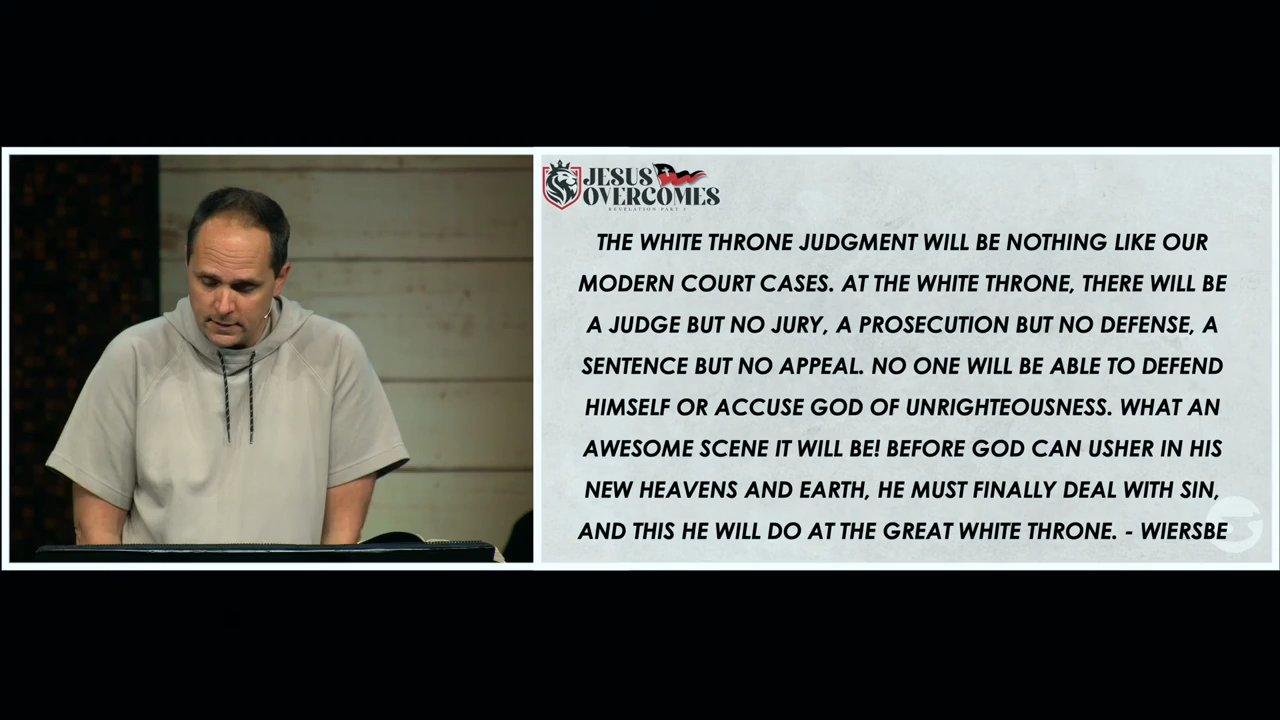 JESUS
OVERCOMES
REVELATION PART 3
THE WHITE THRONE JUDGMENT WILL BE NOTHING LIKE OUR
MODERN COURT CASES. AT THE WHITE THRONE, THERE WILL BE
A JUDGE BUT NO JURY, A PROSECUTION BUT NO DEFENSE, A
SENTENCE BUT NO APPEAL. NO ONE WILL BE ABLE TO DEFEND
HIMSELF OR ACCUSE GOD OF UNRIGHTEOUSNESS. WHAT AN
AWESOME SCENE IT WILL BE! BEFORE GOD CAN USHER IN HIS
NEW HEAVENS AND EARTH, HE MUST FINALLY DEAL WITH SIN,
AND THIS HE WILL DO AT THE GREAT WHITE THRONE. - WIERSBE